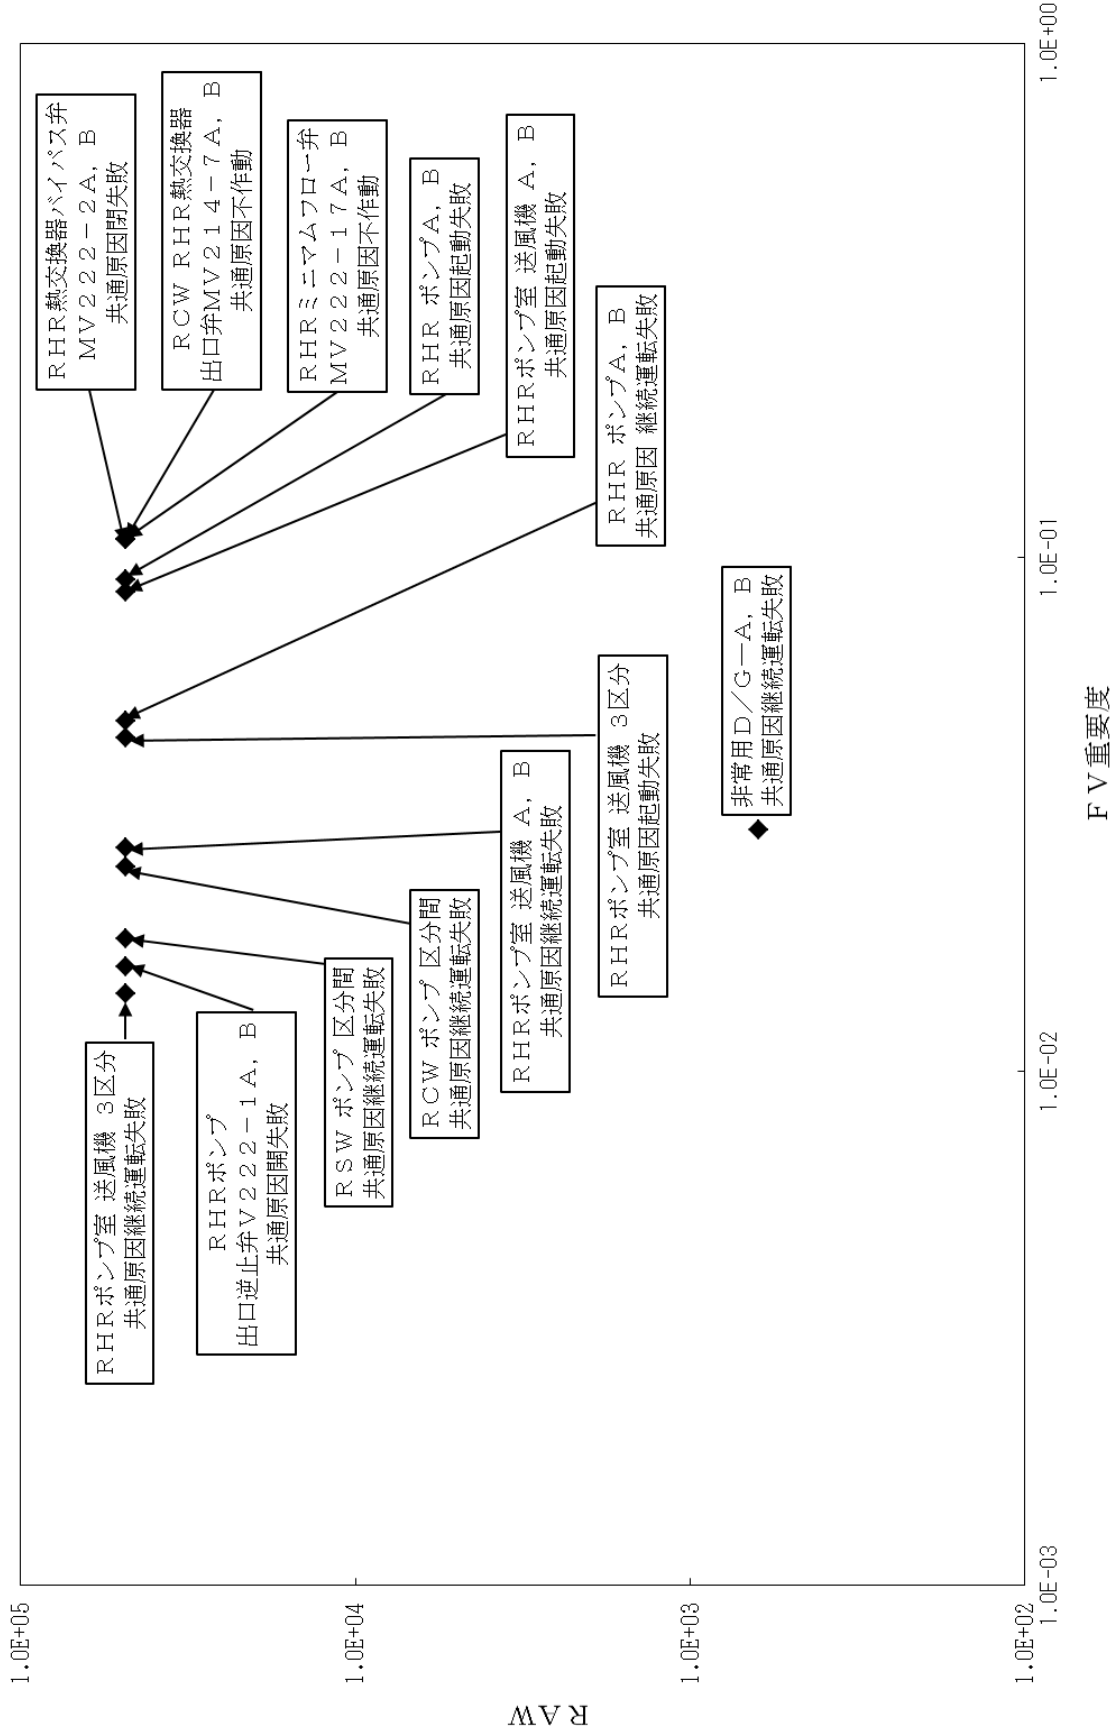 RAW
1.0E+05
1.0E+04
1.0E+03
1.0E+02
1.0E-03
1.0E-02
1.0E-01
1.0E+00
FV重要度
RHR熱交換器バイパス弁
MV222-2A, B
共通原因閉失敗
RCW RHR熱交換器
出口弁MV214-7A, B
共通原因不作動
RHRミニマムフロー弁
MV222-17A, B
共通原因不作動
RHR ポンプA, B
共通原因起動失敗
RHRポンプ室 送風機 A, B
共通原因起動失敗
RHR ポンプA, B
共通原因 継続運転失敗
RHRポンプ室 送風機 3区分
共通原因起動失敗
RHRポンプ室 送風機 A, B
共通原因継続運転失敗
RCW ポンプ 区分間
共通原因継続運転失敗
RSW ポンプ 区分間
共通原因継続運転失敗
RHRポンプ
出口逆止弁V222-1A, B
共通原因開失敗
RHRポンプ室 送風機 3区分
共通原因継続運転失敗
非常用D/G-A, B
共通原因継続運転失敗